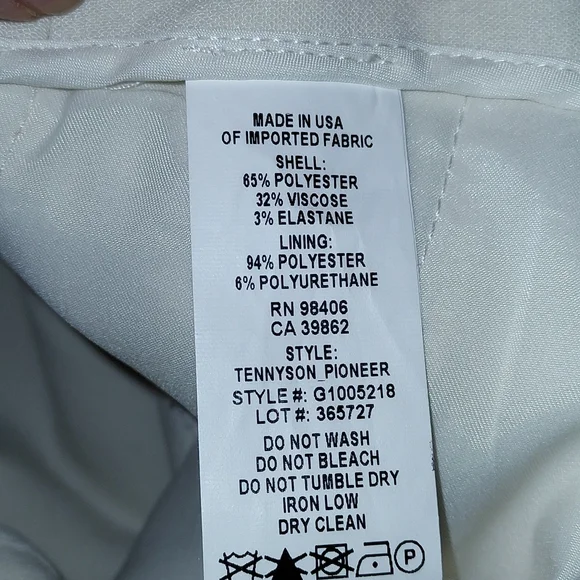 MADE IN USA
OF IMPORTED FABRIC
SHELL:
65% POLYESTER
32% VISCOSE
3% ELASTANE
LINING:
94% POLYESTER
6% POLYURETHANE
RN 98406
CA 39862
STYLE:
TENNYSON_PIONEER
STYLE #: G1005218
LOT #: 365727
DO NOT WASH
DO NOT BLEACH
DO NOT TUMBLE DRY
IRON LOW
DRY CLEAN
P